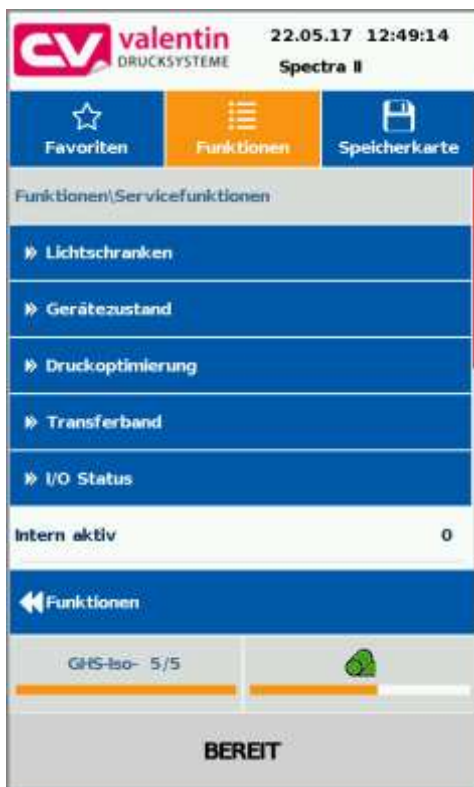 CV valentin
DRUCKSYSTEME
22.05.17 12:49:14
Spectra II
Favoriten
Funktionen
Speicherkarte
Funktionen\Servicefunktionen
Lichtschranken
Gerätezustand
Druckoptimierung
Transferband
I/O Status
Intern aktiv 0
Funktionen
GHS-Iso- 5/5
BEREIT